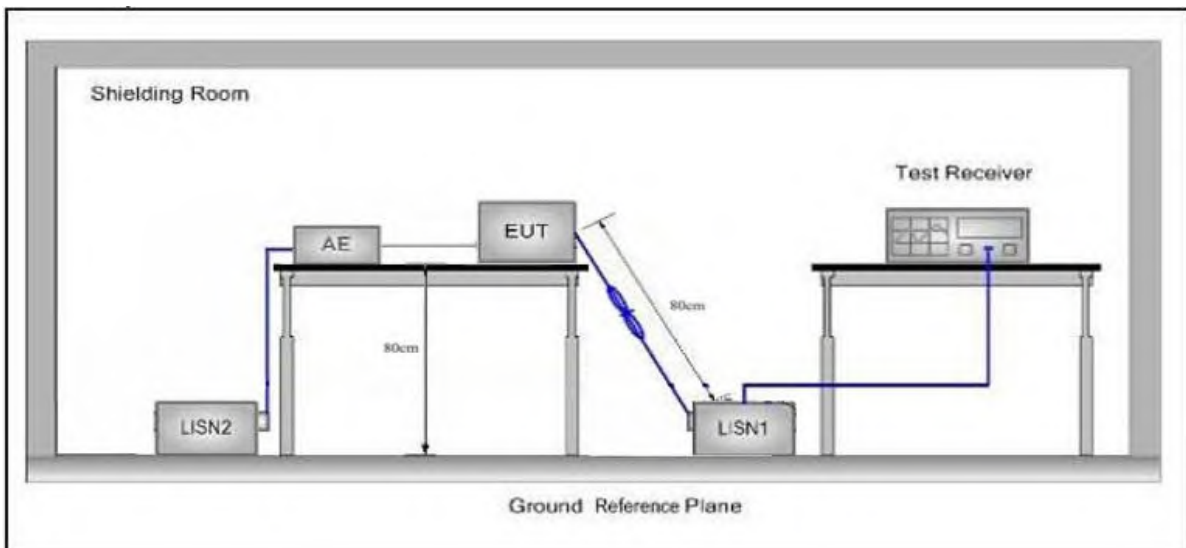 Shielding Room
Test Receiver
AE
EUT
80cm
80cm
LISN2
LISN1
Ground Reference Plane